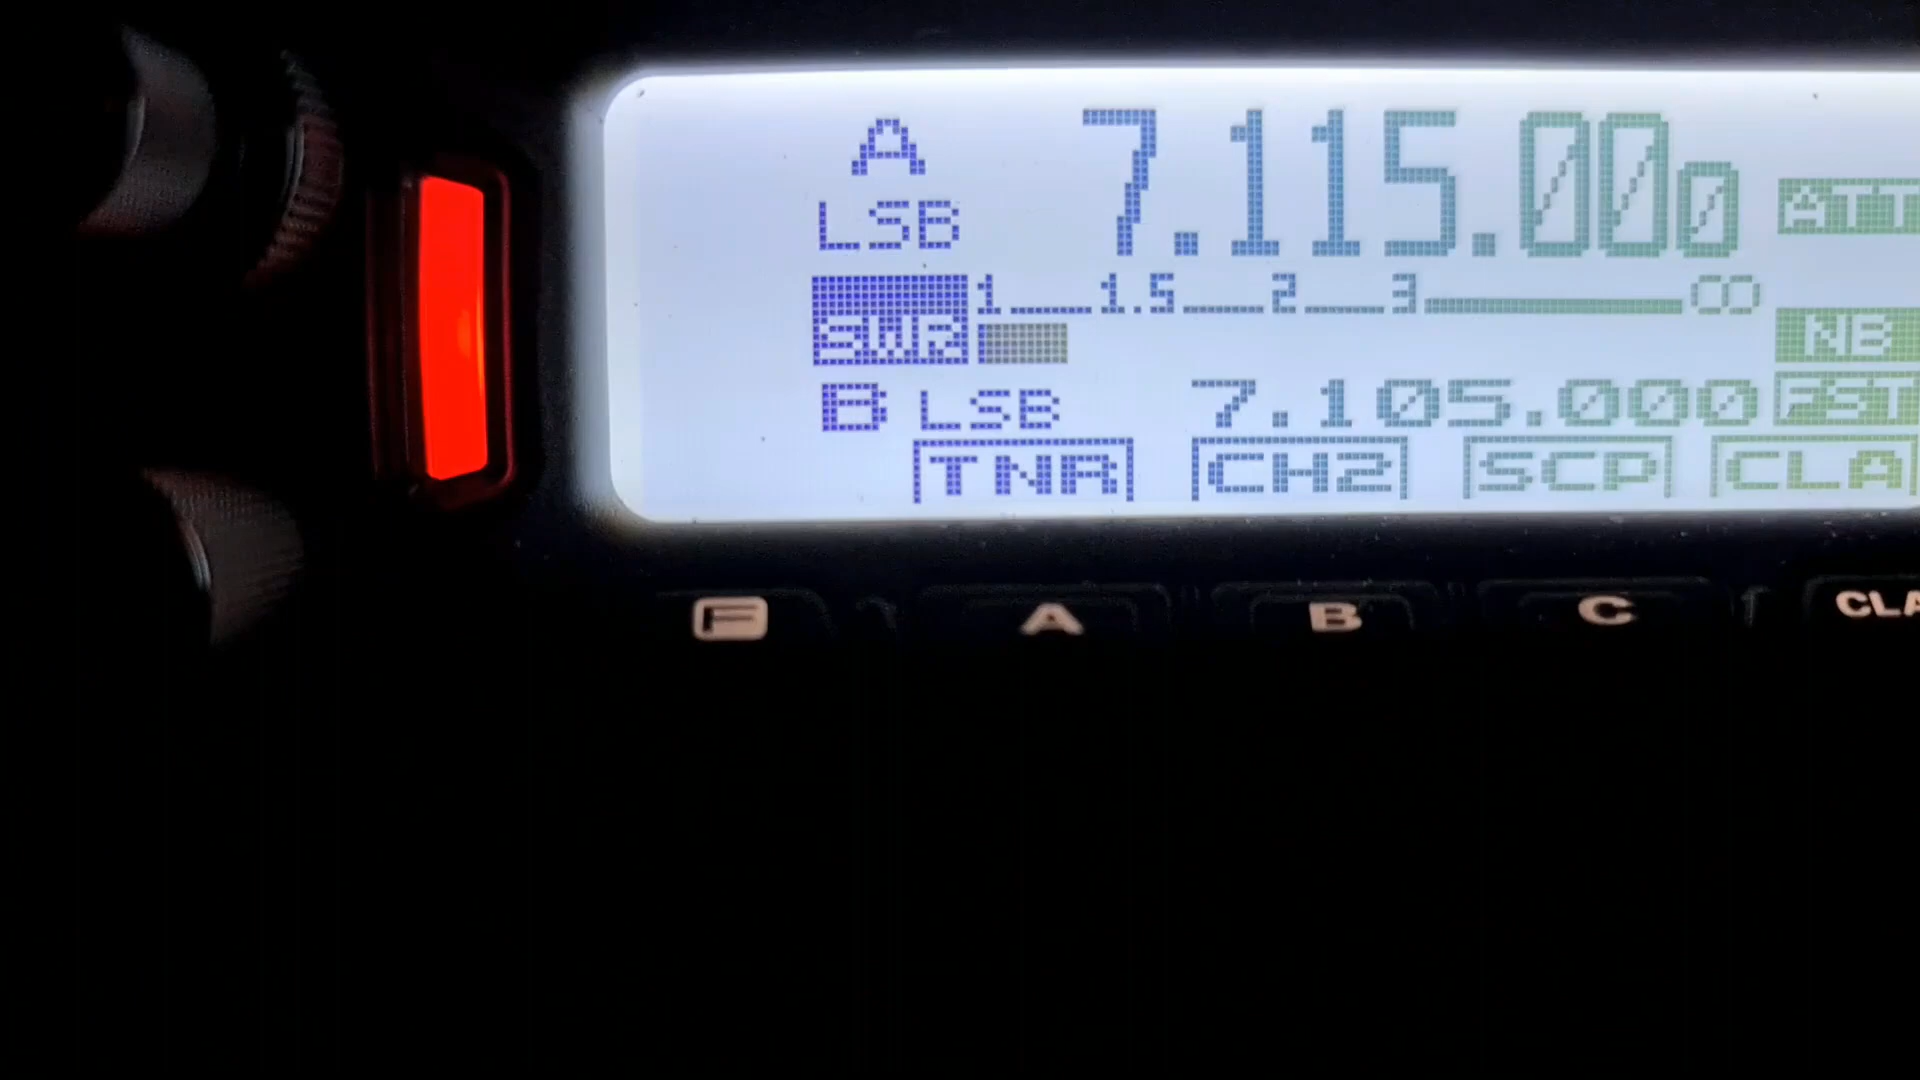 A 7.115.000 ATT
LSB
1 1.5 2 3 ∞
SWR NB
B LSB 7.105.000 FST
TNR CH2 SCP CLA
F A B C CLA